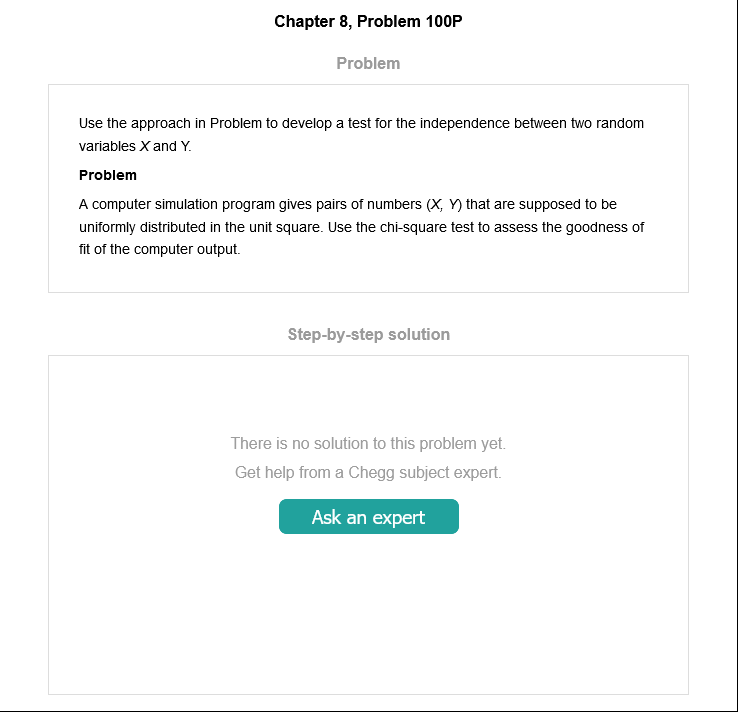 Chapter 8, Problem 100P
Problem
Use the approach in Problem to develop a test for the independence between two random
variables X and Y.
Problem
A computer simulation program gives pairs of numbers (X, Y) that are supposed to be
uniformly distributed in the unit square. Use the chi-square test to assess the goodness of
fit of the computer output.
Step-by-step solution
There is no solution to this problem yet.
Get help from a Chegg subject expert.
Ask an expert